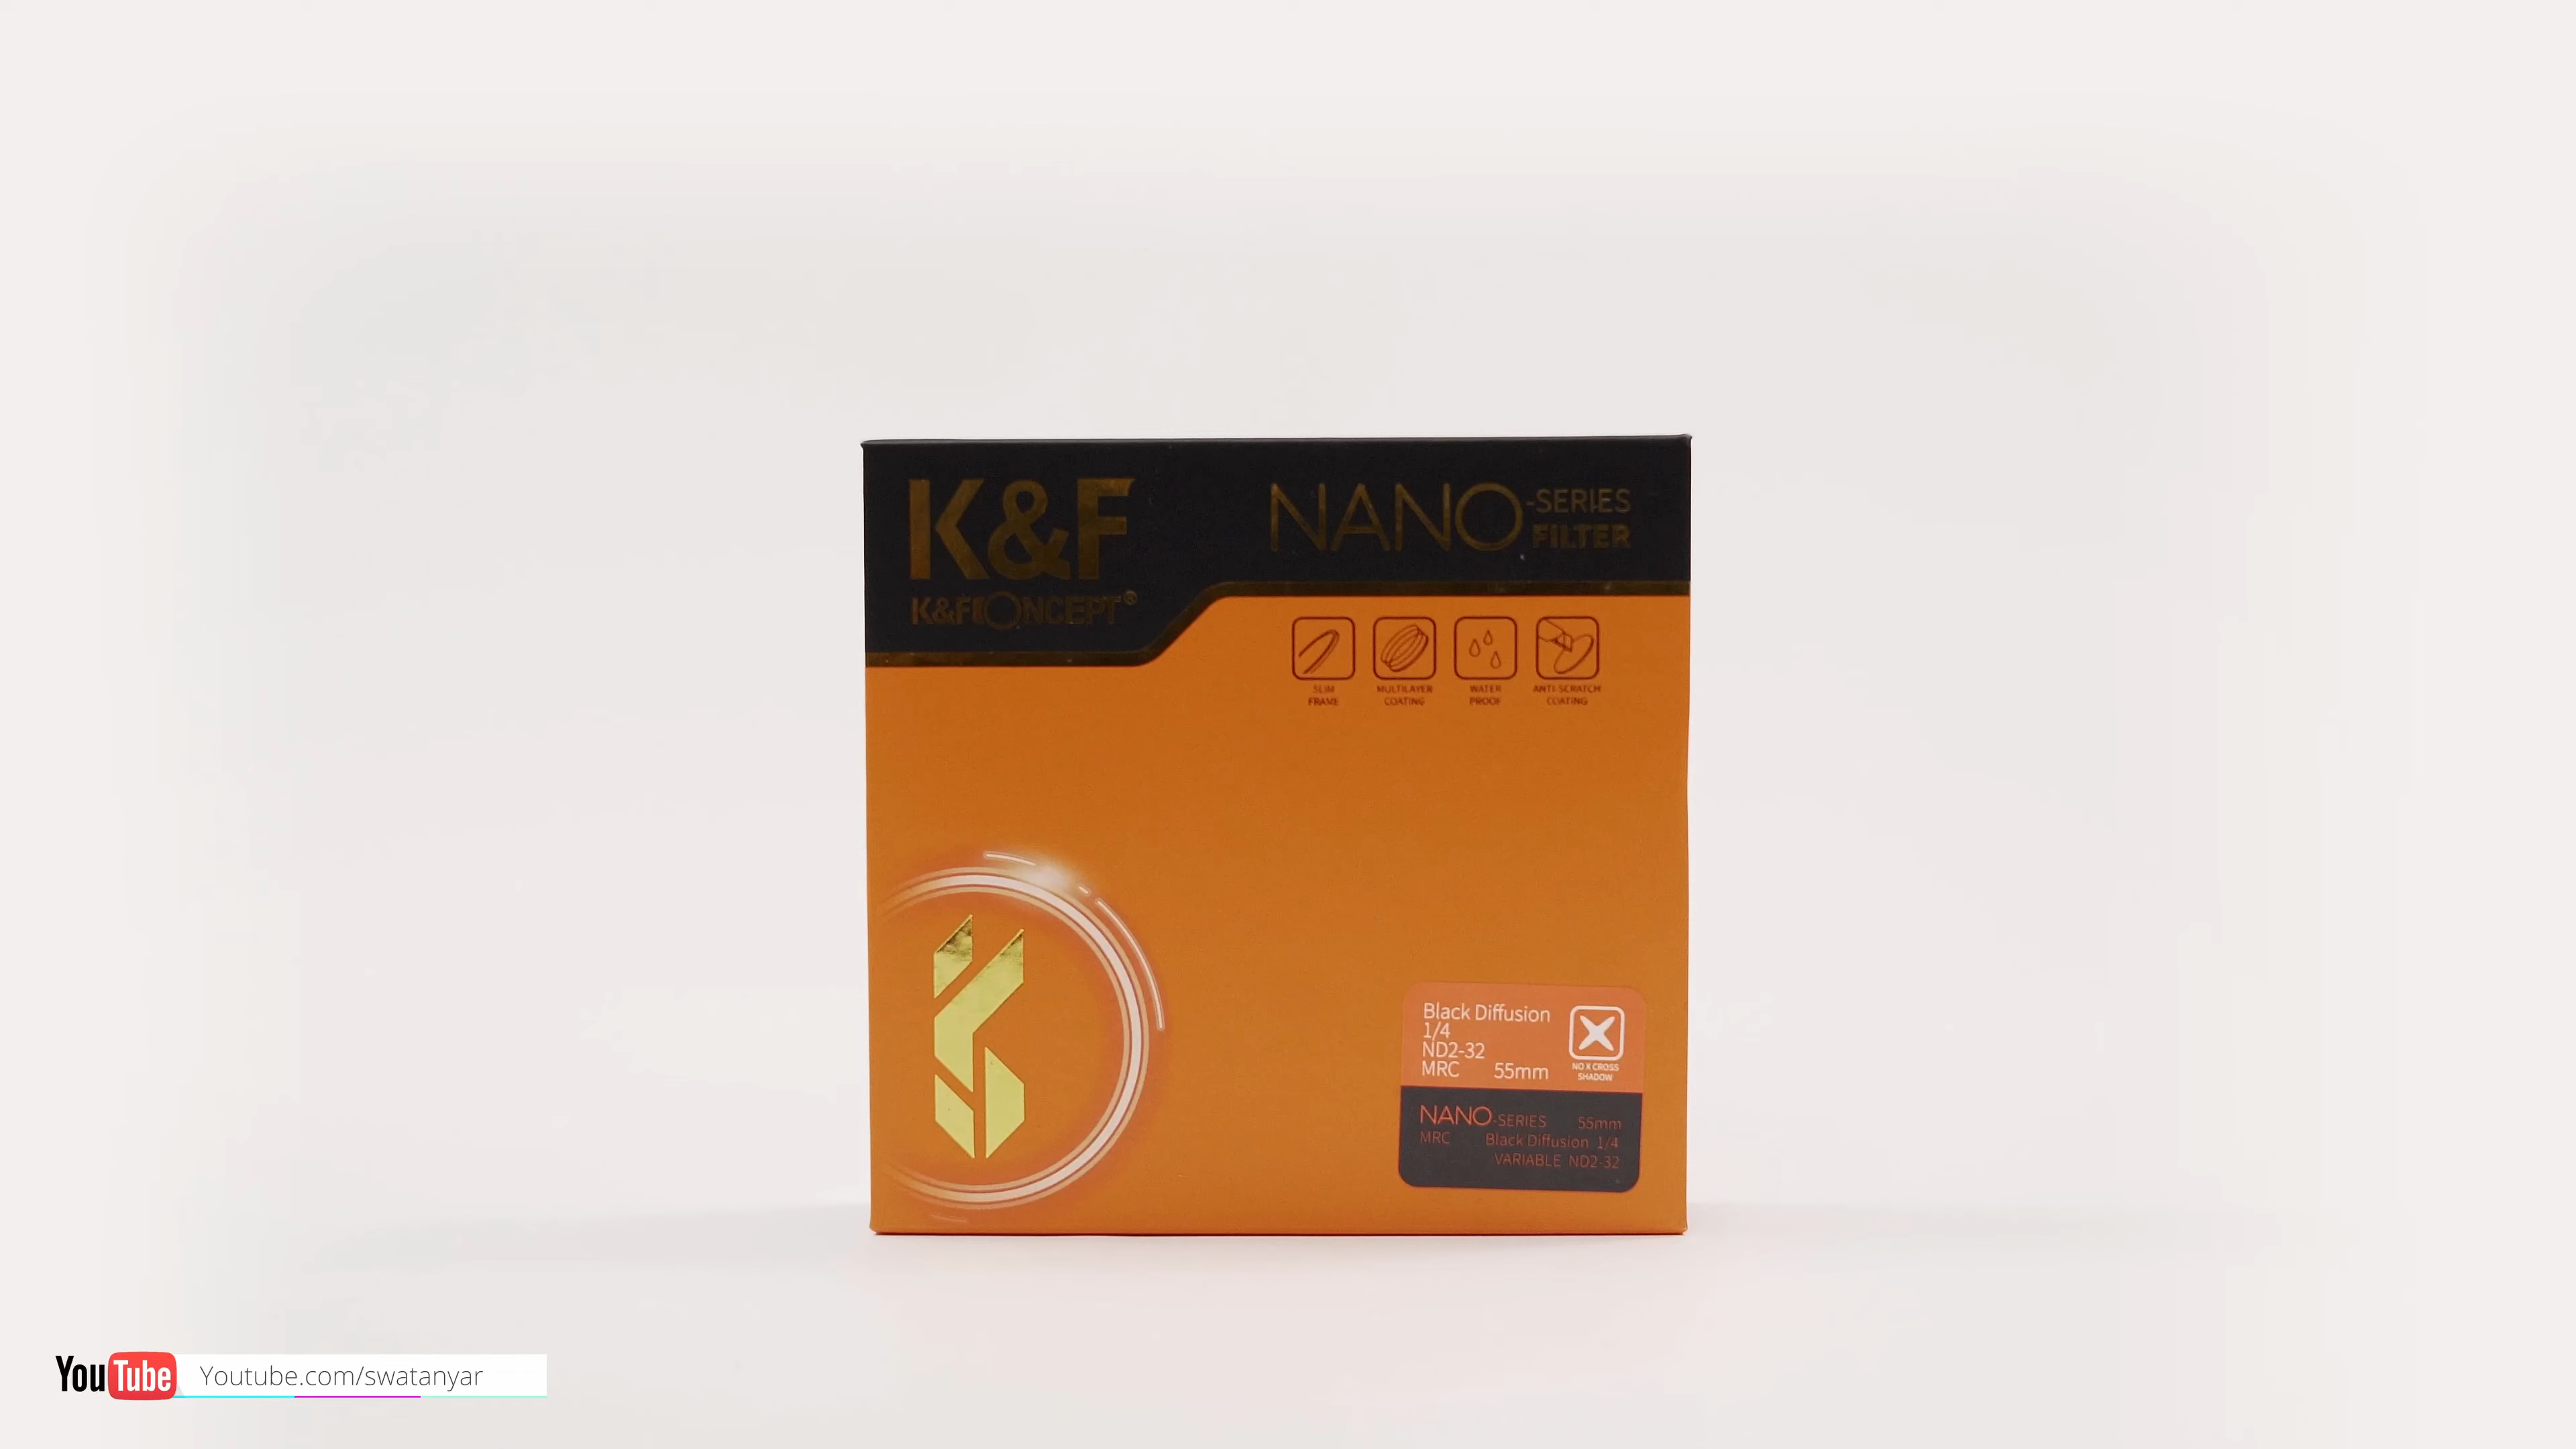 K&F
K&F CONCEPT®
NANO-SERIES
FILTER
SLIM
FRAME
MULTILAYER
COATING
WATER
PROOF
ANTI-SCRATCH
COATING
Black Diffusion
1/4
ND2-32
MRC 55mm
NO X CROSS
SHADOW
NANO-SERIES 55mm
MRC Black Diffusion 1/4
VARIABLE ND2-32
YouTube Youtube.com/swatanyar